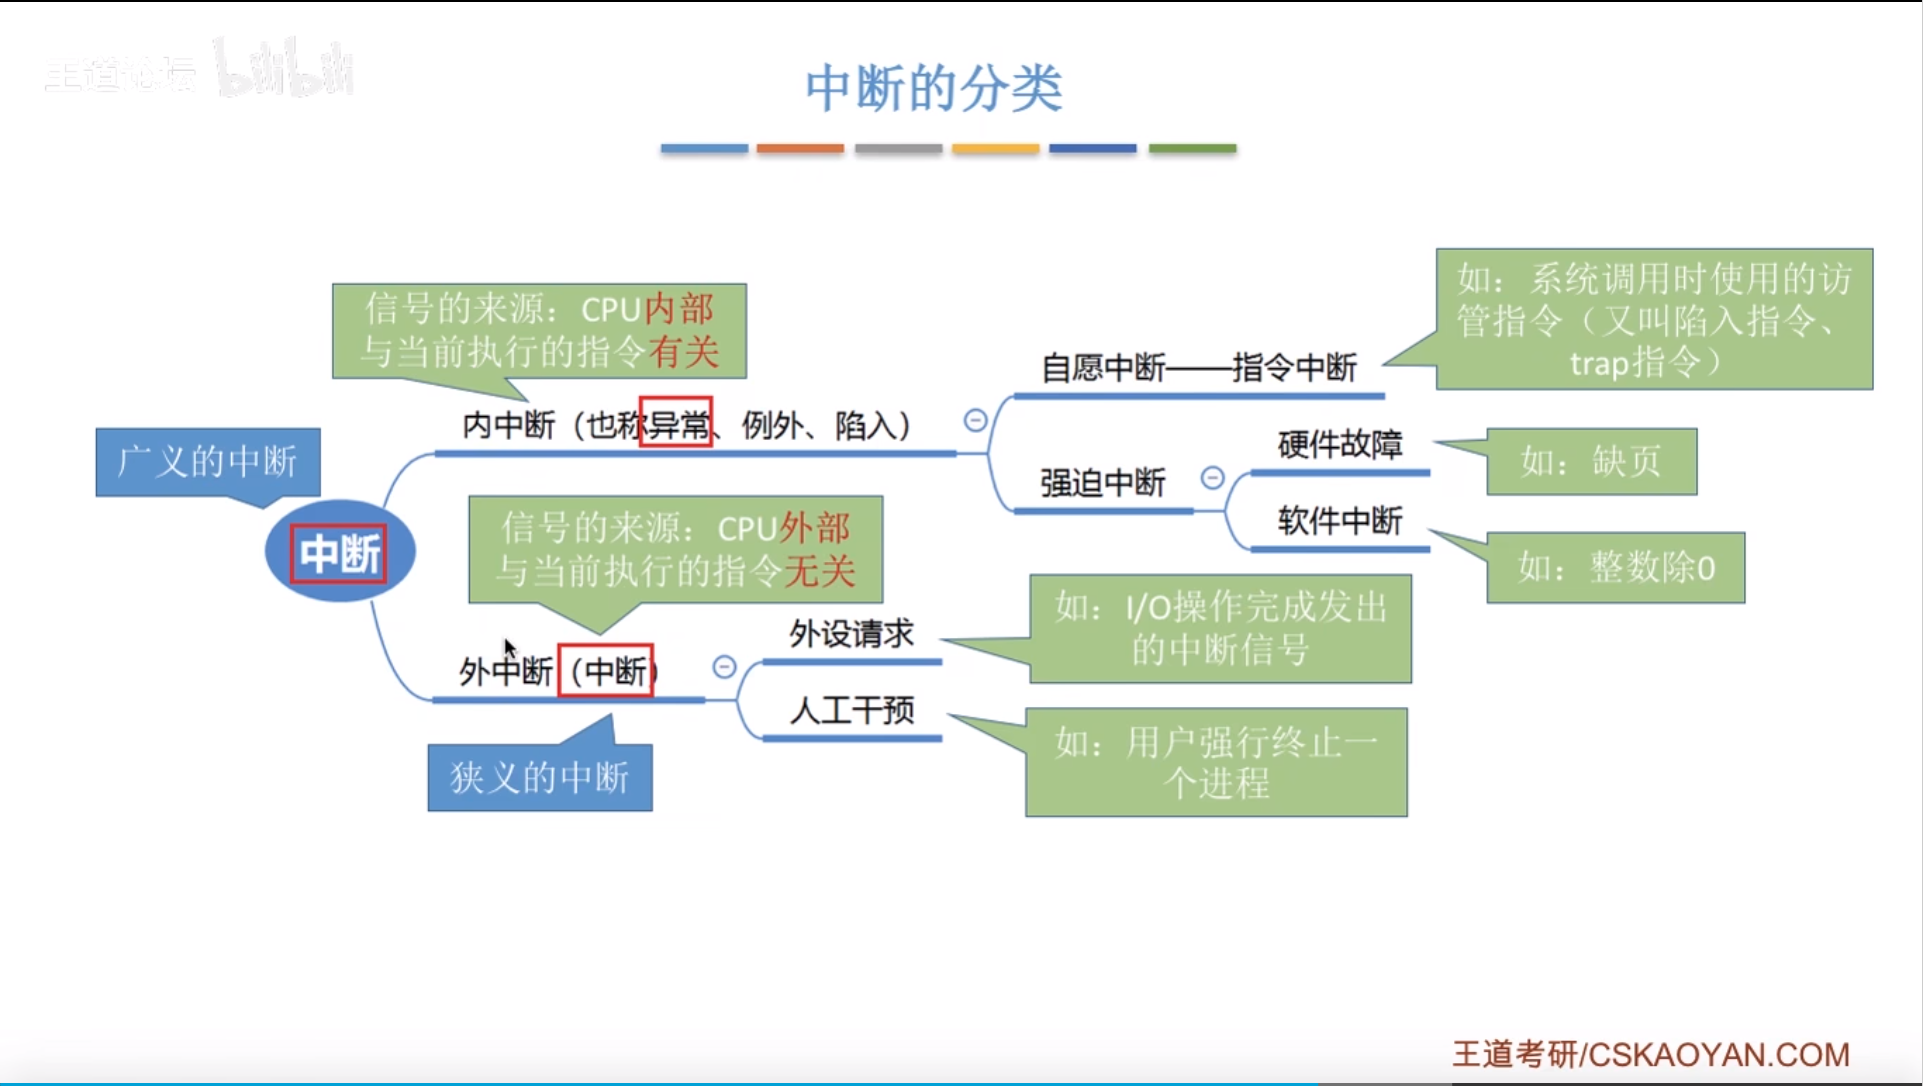 王道论坛 bilibili
中断的分类
信号的来源：CPU内部
与当前执行的指令有关
内中断（也称异常、例外、陷入）
自愿中断——指令中断
如：系统调用时使用的访
管指令（又叫陷入指令、
trap指令）
强迫中断
硬件故障
如：缺页
软件中断
如：整数除0
广义的中断
中断
信号的来源：CPU外部
与当前执行的指令无关
外中断（中断）
狭义的中断
外设请求
如：I/O操作完成发出
的中断信号
人工干预
如：用户强行终止一
个进程
王道考研/CSKAOYAN.COM